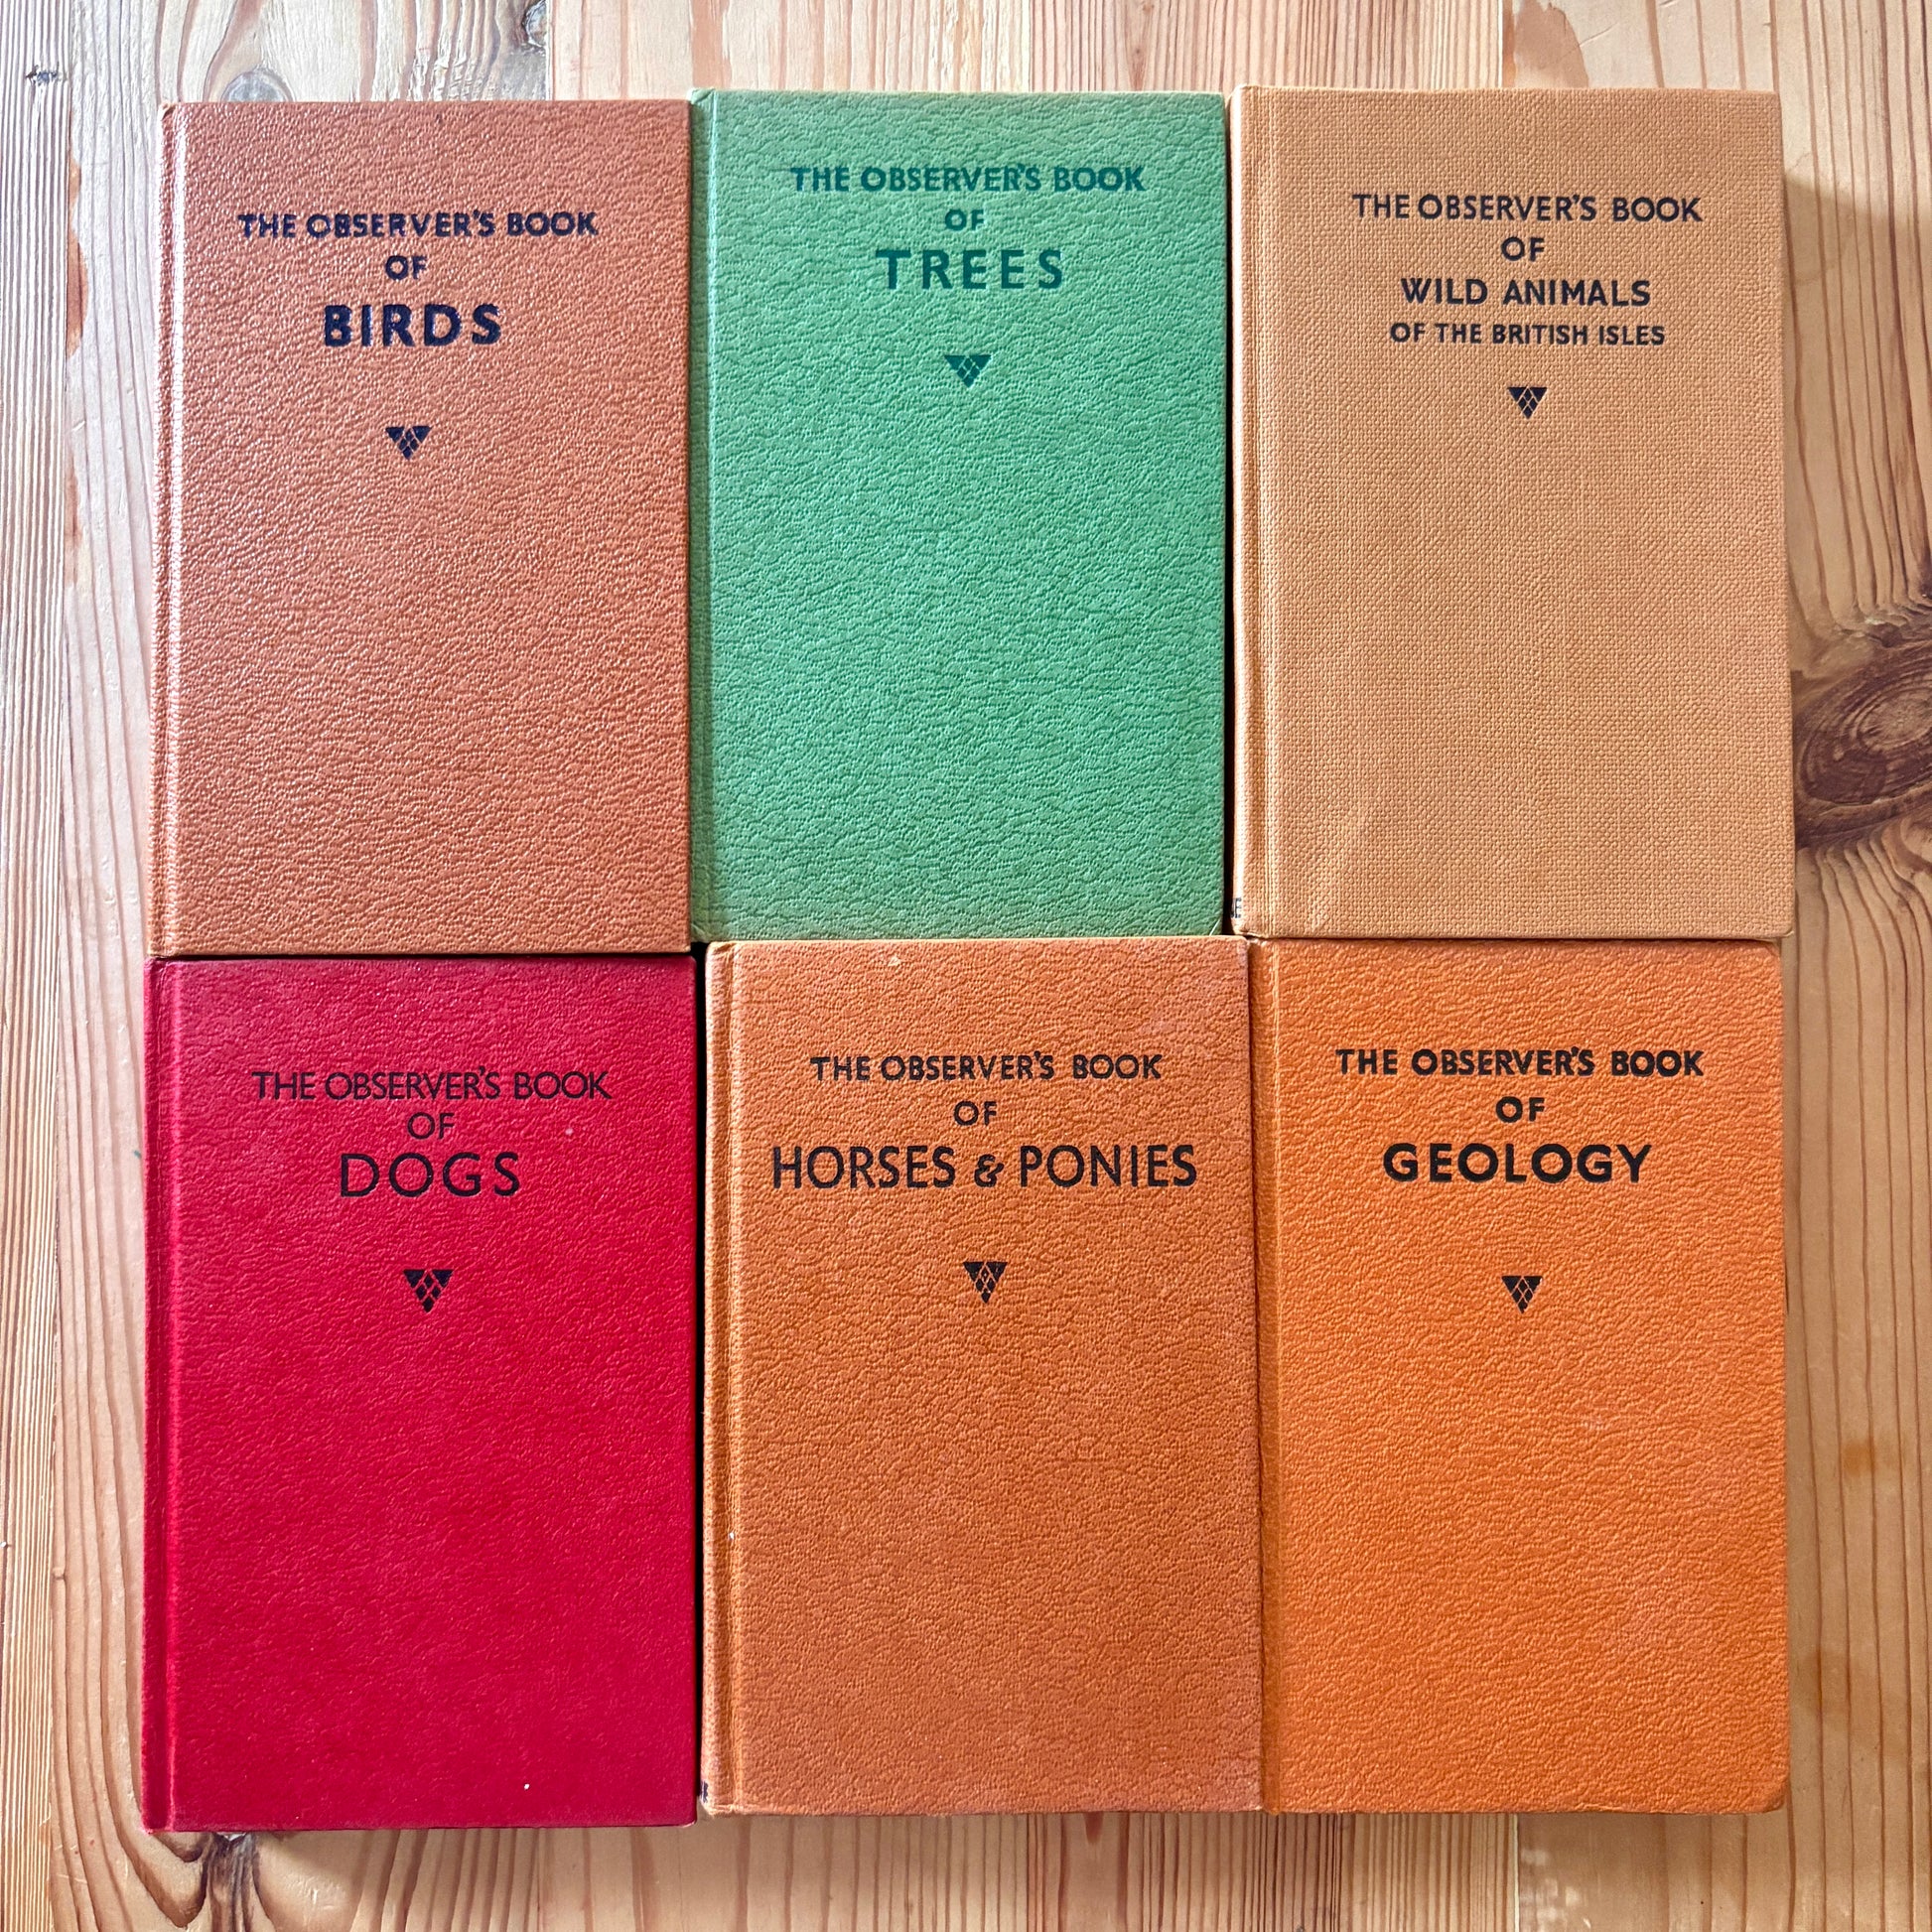 THE OBSERVER'S BOOK
OF
BIRDS
THE OBSERVER'S BOOK
OF
TREES
THE OBSERVER'S BOOK
OF
WILD ANIMALS
OF THE BRITISH ISLES
THE OBSERVER'S BOOK
OF
DOGS
THE OBSERVER'S BOOK
OF
HORSES & PONIES
THE OBSERVER'S BOOK
OF
GEOLOGY